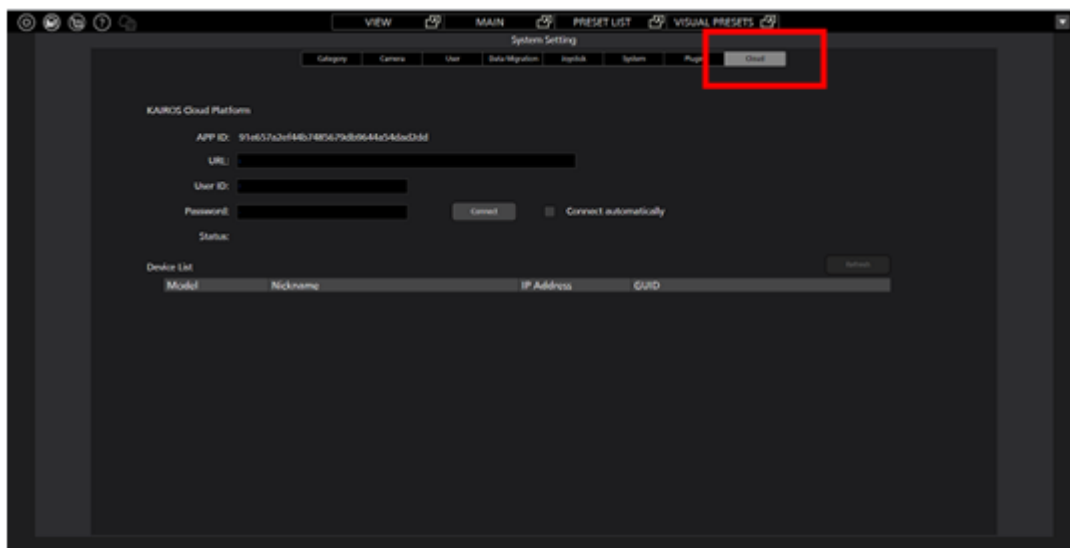 VIEW MAIN PRESET LIST VISUAL PRESETS
System Setting
Category Camera User Data Migration Joystick System Plugin Cloud
KAIROS Cloud Platform
APP ID:
URL:
User ID:
Password: Connect Connect automatically
Status:
Device List Refresh
Model Nickname IP Address GUID